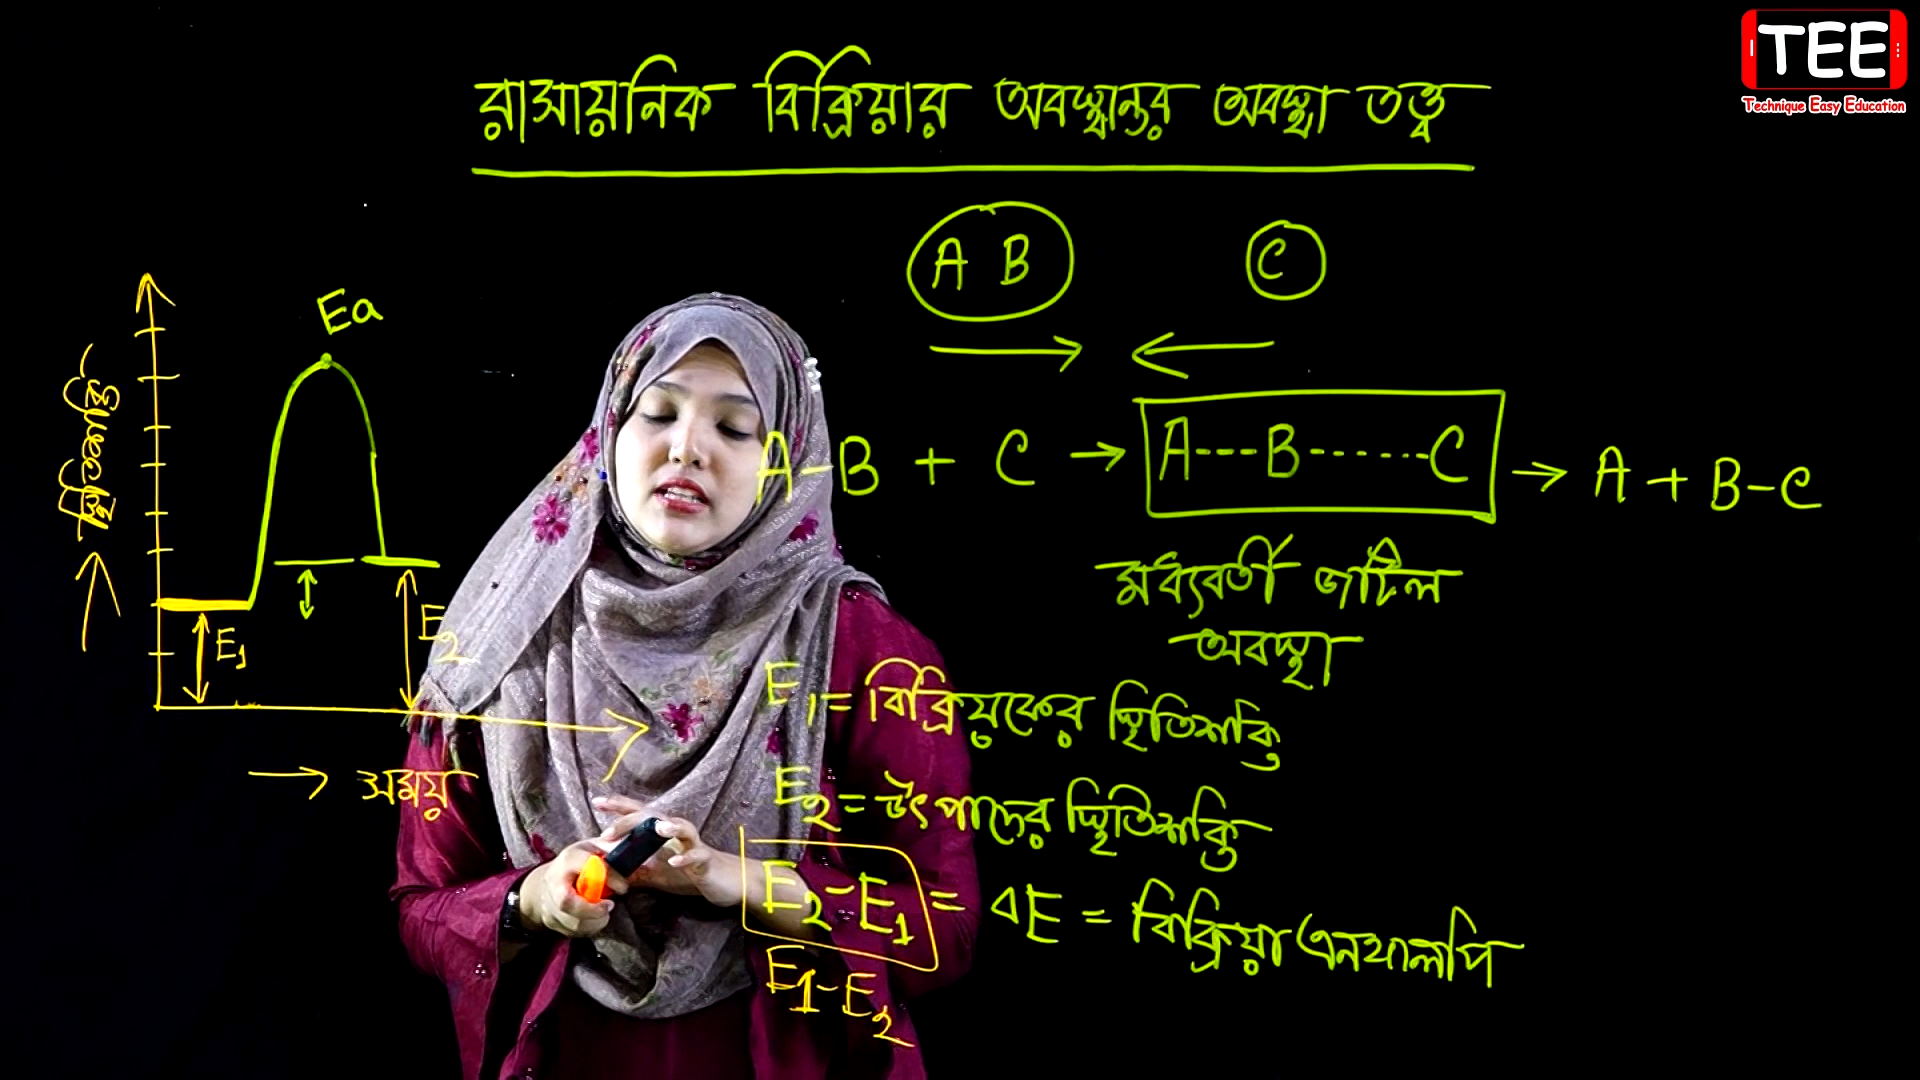 TEE
Technique Easy Education
রাসায়নিক বিক্রিয়ার অবস্থান্তর অবস্থা তত্ত্ব
A B
C
Ea
স্থিতিশক্তি
A-B + C → A---B------C → A + B-C
মধ্যবর্তী জটিল
অবস্থা
E₁
E₂
→ সময়
E₁ = বিক্রিয়কের স্থিতিশক্তি
E₂ = উৎপাদের স্থিতিশক্তি
E₂-E₁ = ΔE = বিক্রিয়া এনথালপি
E₁-E₂